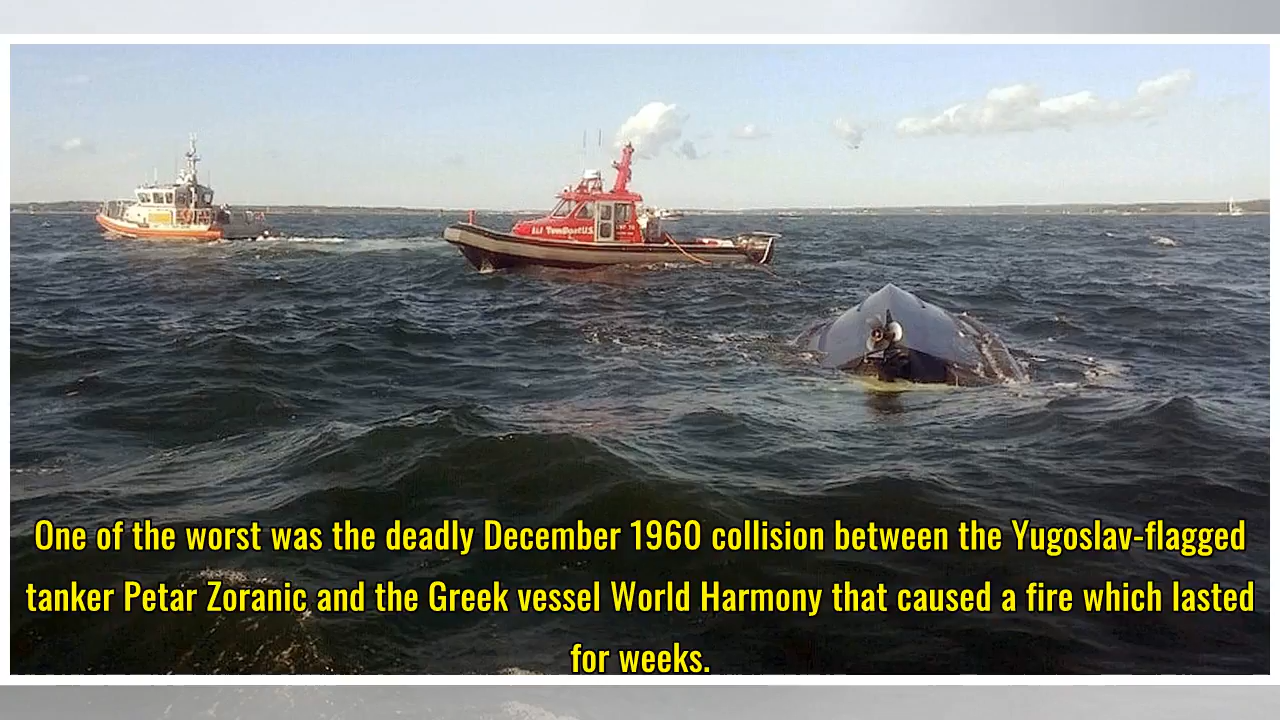 TowBoatU.S.
One of the worst was the deadly December 1960 collision between the Yugoslav-flagged
tanker Petar Zoranic and the Greek vessel World Harmony that caused a fire which lasted
for weeks.